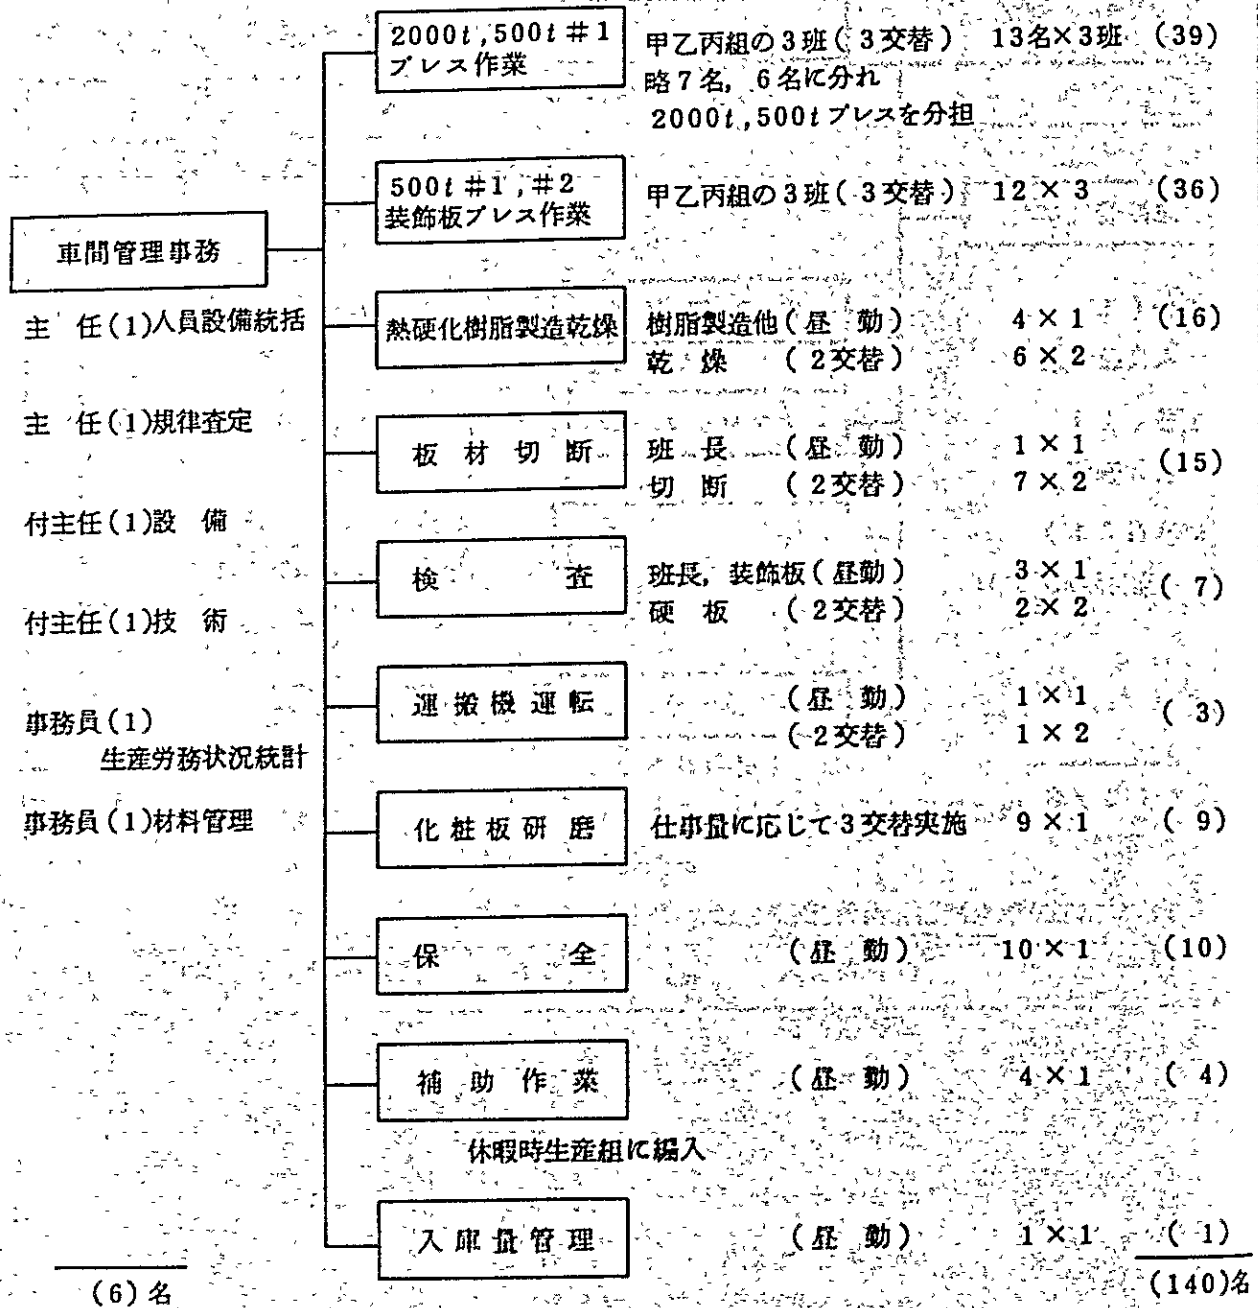 2000t,500t #1 甲乙丙組の3班(3交替) 13名×3班 (39)
プレス作業 略7名,6名に分れ
2000t,500tプレスを分担
500t #1,#2 甲乙丙組の3班(3交替) 12×3 (36)
装飾板プレス作業
車間管理事務
主 任(1)人員設備統括
熱硬化樹脂製造乾燥 樹脂製造他(昼 勤) 4×1 (16)
乾 燥 (2交替) 6×2
主 任(1)規律査定
板 材 切 断 班 長 (昼 勤) 1×1 (15)
切 断 (2交替) 7×2
付主任(1)設 備
検 査 班長,装飾板(昼勤) 3×1 (7)
硬 板 (2交替) 2×2
付主任(1)技 術
運 搬 機 運 転 (昼 勤) 1×1 (3)
(2交替) 1×2
事務員(1)
生産労務状況統計
事務員(1)材料管理
化 粧 板 研 磨 仕事量に応じて3交替実施 9×1 (9)
保 全 (昼 勤) 10×1 (10)
補 助 作 業 (昼 勤) 4×1 (4)
休暇時生産組に編入
入 庫 量 管 理 (昼 勤) 1×1 (1)
(6)名 (140)名